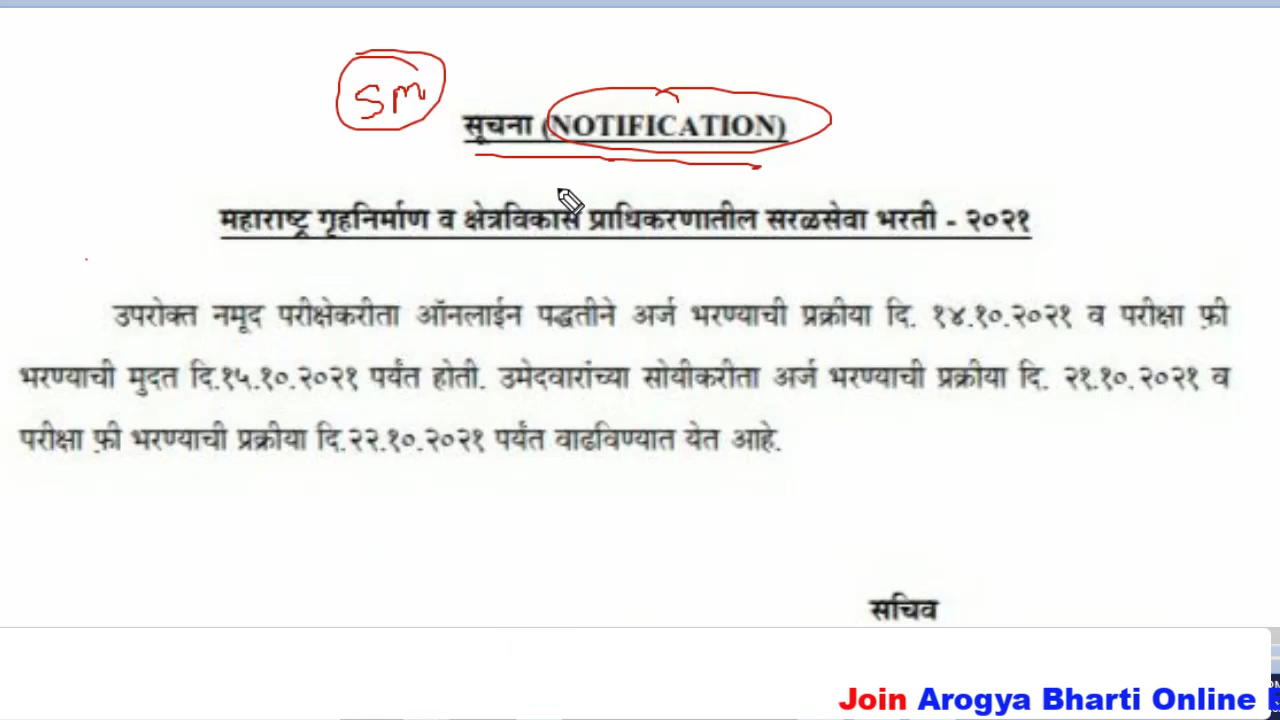 SM
सूचना (NOTIFICATION)
महाराष्ट्र गृहनिर्माण व क्षेत्रविकास प्राधिकरणातील सरळसेवा भरती - २०२१
उपरोक्त नमूद परीक्षेकरीता ऑनलाईन पद्धतीने अर्ज भरण्याची प्रक्रीया दि. १४.१०.२०२१ व परीक्षा फ़ी
भरण्याची मुदत दि.१५.१०.२०२१ पर्यंत होती. उमेदवारांच्या सोयीकरीता अर्ज भरण्याची प्रक्रीया दि. २१.१०.२०२१ व
परीक्षा फ़ी भरण्याची प्रक्रीया दि.२२.१०.२०२१ पर्यंत वाढविण्यात येत आहे.
सचिव
Join Arogya Bharti Online